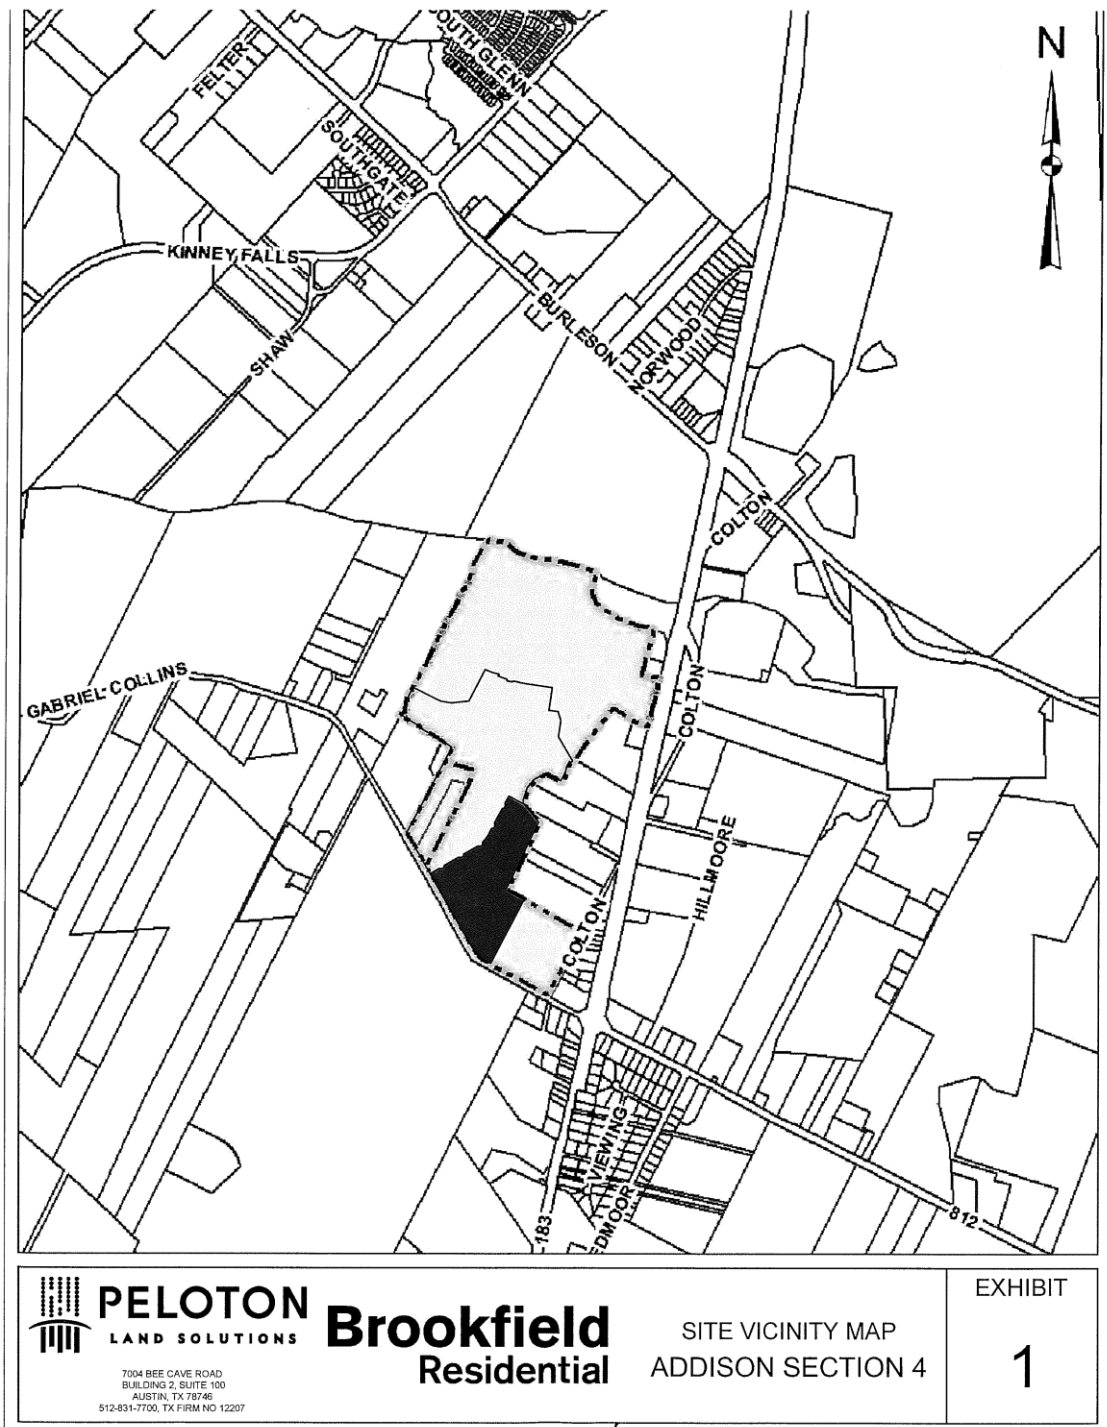 SOUTH GLENN
FELTER
N
SOUTHGATE
KINNEY FALLS
BURLESON
NORWOOD
SHAW
COLTON
GABRIEL COLLINS
COLTON
HILLMOORE
COLTON
VIEWING
EDMOOR
183
812
PELOTON
LAND SOLUTIONS
7004 BEE CAVE ROAD
BUILDING 2, SUITE 100
AUSTIN, TX 78746
512-831-7700, TX FIRM NO 12207
Brookfield
Residential
SITE VICINITY MAP
ADDISON SECTION 4
EXHIBIT
1